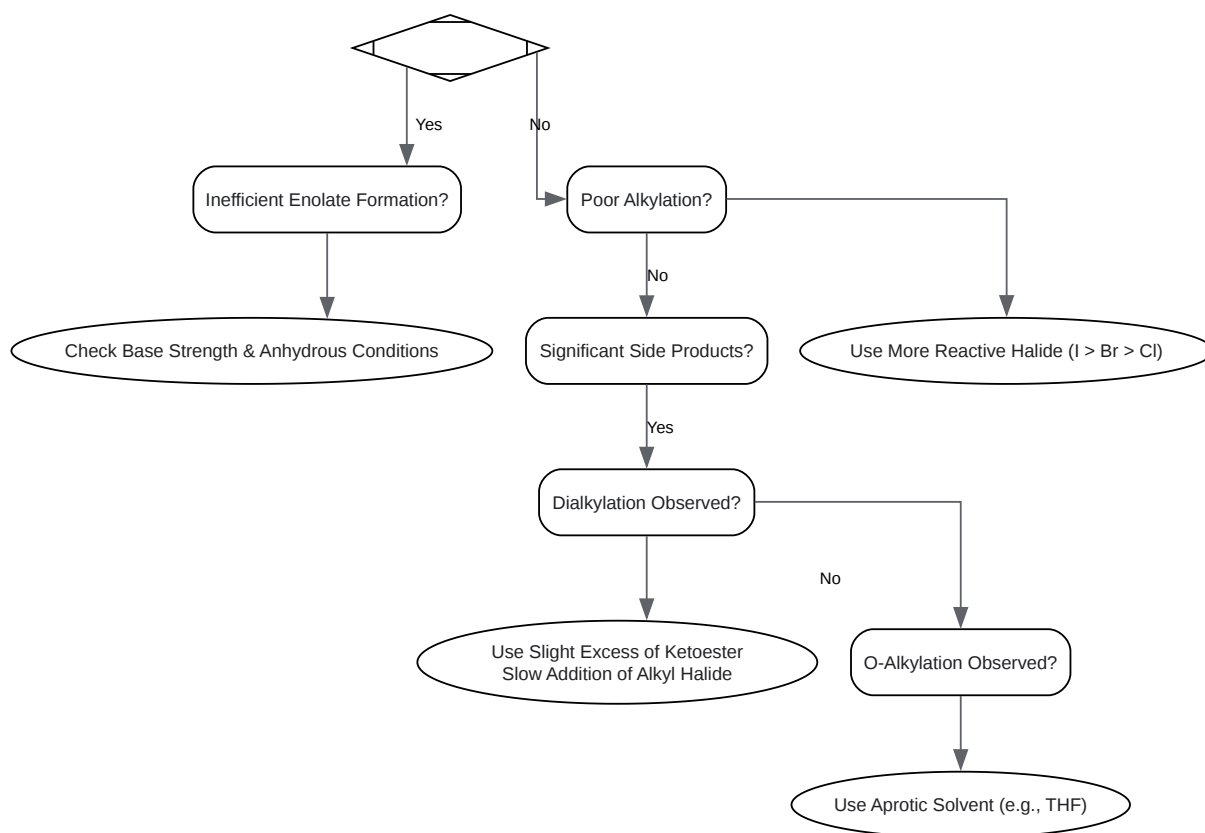 Yes
No
Inefficient Enolate Formation?
Poor Alkylation?
No
Check Base Strength & Anhydrous Conditions
Significant Side Products?
Use More Reactive Halide (I > Br > Cl)
Yes
Dialkylation Observed?
No
Use Slight Excess of Ketoester
Slow Addition of Alkyl Halide
O-Alkylation Observed?
Use Aprotic Solvent (e.g., THF)